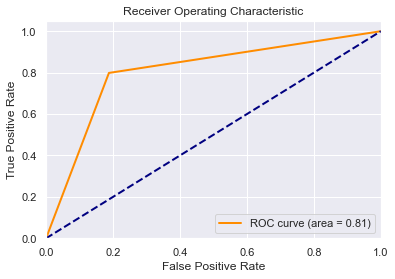 Receiver Operating Characteristic
True Positive Rate
1.0
0.8
0.6
0.4
0.2
0.0
ROC curve (area = 0.81)
0.0 0.2 0.4 0.6 0.8 1.0
False Positive Rate